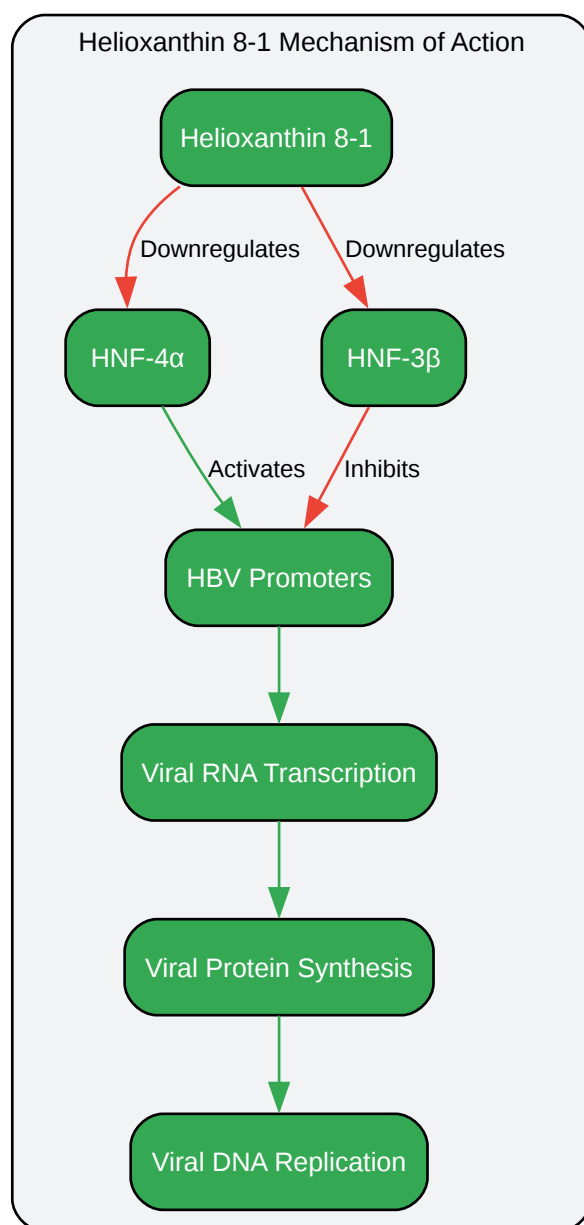 Helioxanthin 8-1 Mechanism of Action
Helioxanthin 8-1
Downregulates
Downregulates
HNF-4α
HNF-3β
Activates
Inhibits
HBV Promoters
Viral RNA Transcription
Viral Protein Synthesis
Viral DNA Replication